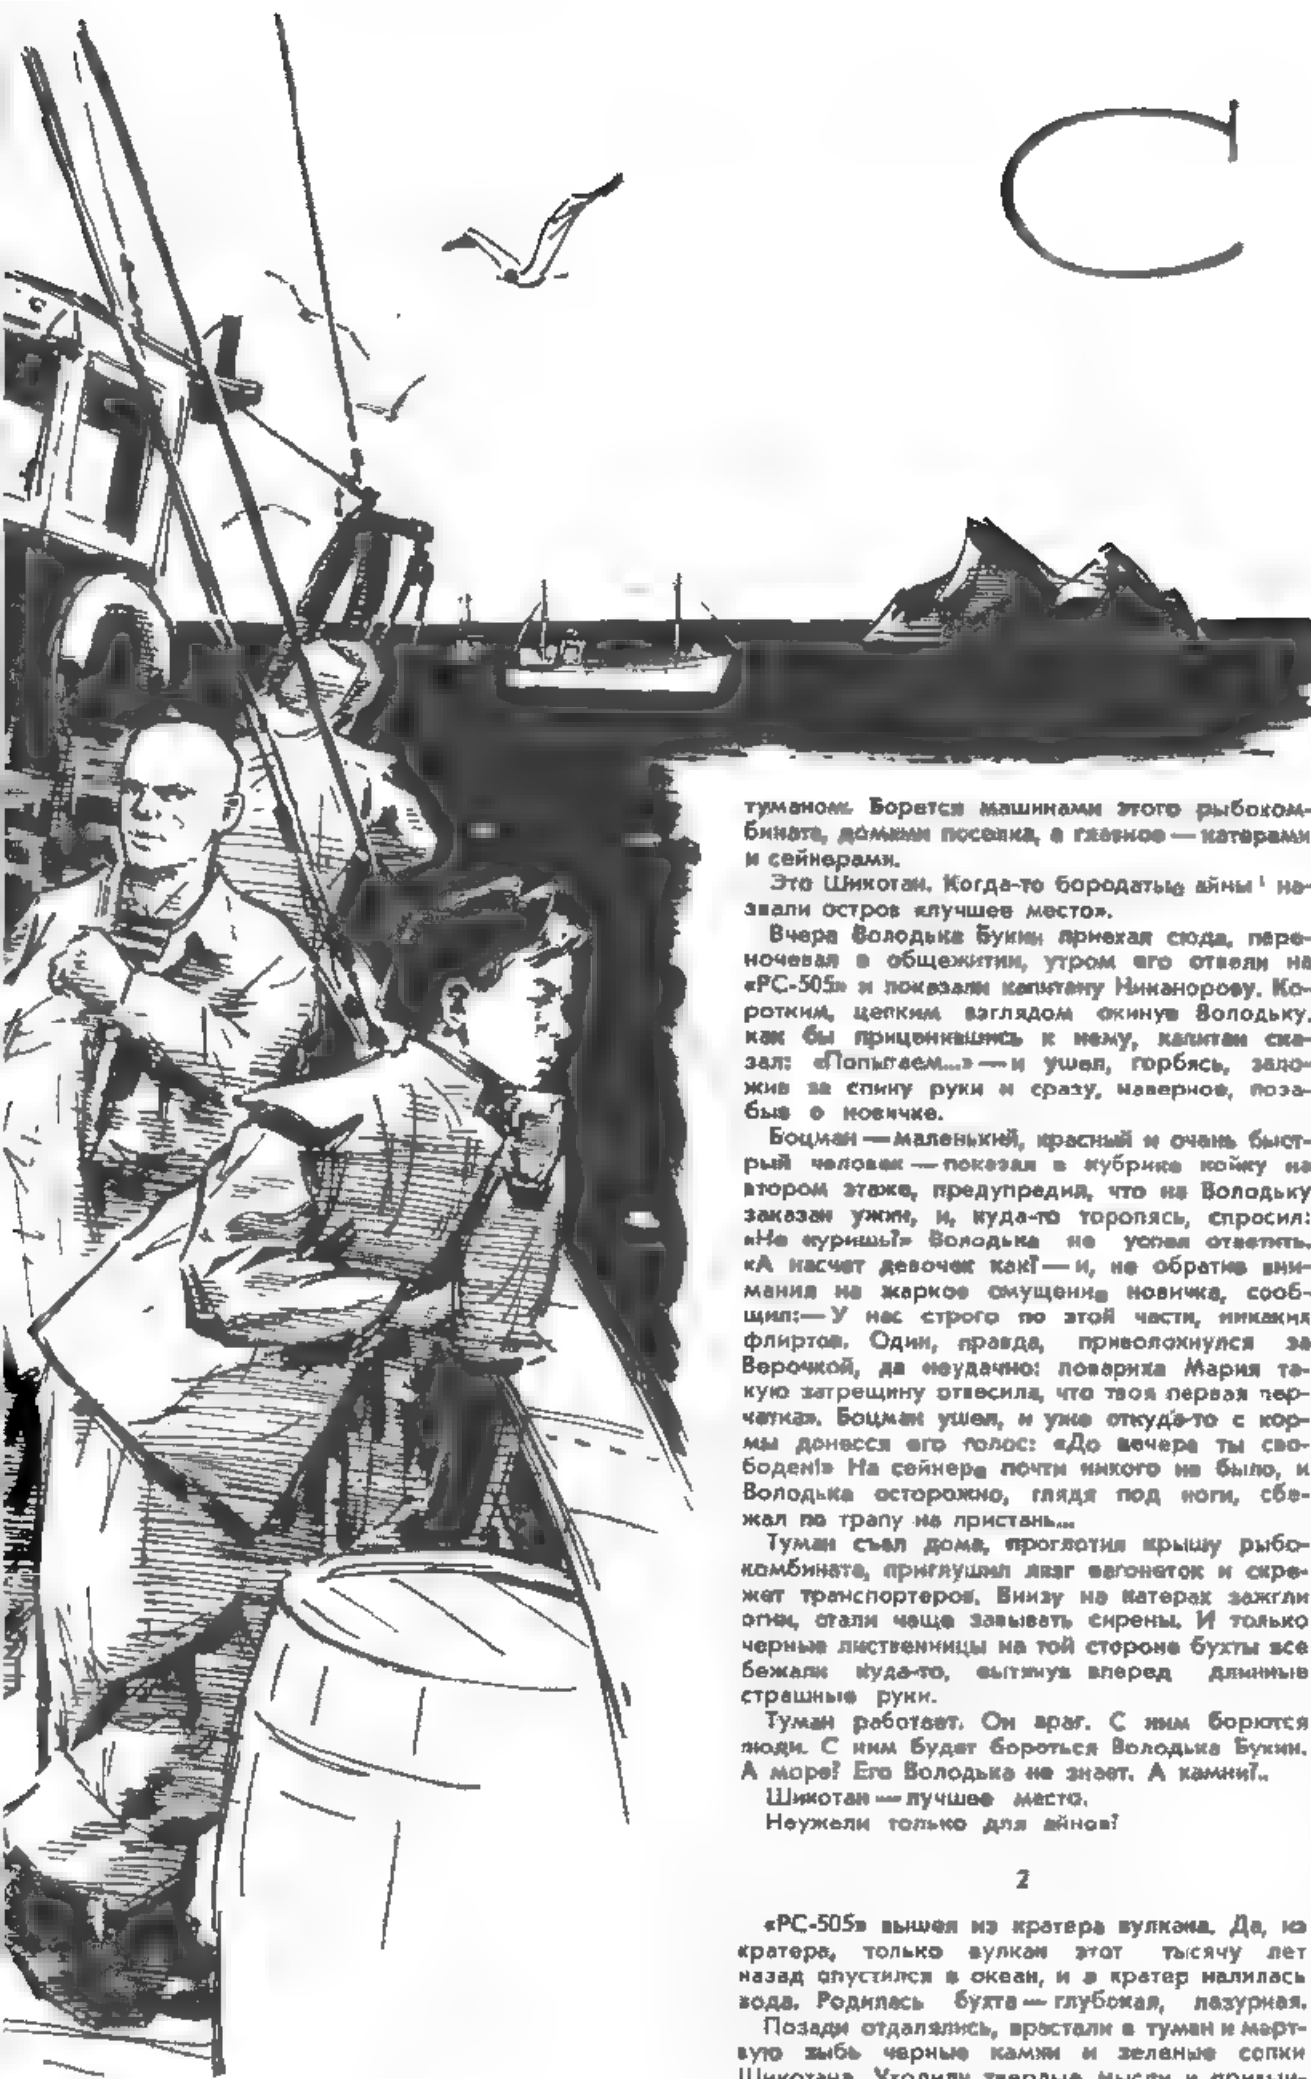 С
туманом. Борется машинами этого рыбоком-
бината, домами поселка, а главное — катерами
и сейнерами.
Это Шикотан. Когда-то бородатые айны¹ на-
звали остров «лучшее место».
Вчера Володька Букин приехал сюда, пере-
ночевал в общежитии, утром его отвели на
«РС-505» и показали капитану Никанорову. Ко-
ротким, цепким взглядом окинув Володьку,
как бы прицениваясь к нему, капитан ска-
зал: «Попытаем...» — и ушел, горбясь, зало-
жив за спину руки и сразу, наверное, поза-
быв о новичке.
Боцман — маленький, красный и очень быст-
рый человек — показал в кубрике койку на
втором этаже, предупредил, что на Володьку
заказан ужин, и, куда-то торопясь, спросил:
«Не куришь?» Володька не успел ответить.
«А насчет девочек как? — и, не обратив вни-
мания на жаркое смущение новичка, сооб-
щил: — У нас строго по этой части, никаких
флиртов. Один, правда, приволохнулся за
Верочкой, да неудачно: повариха Мария та-
кую затрещину отвесила, что твоя первая пер-
чатка». Боцман ушел, и уже откуда-то с кор-
мы донесся его голос: «До вечера ты сво-
боден!» На сейнере почти никого не было, и
Володька осторожно, глядя под ноги, сбе-
жал по трапу на пристань...
Туман съел дома, проглотил крышу рыбо-
комбината, приглушил лязг вагонеток и скре-
жет транспортеров. Внизу на катерах зажгли
огни, стали чаще завывать сирены. И только
черные лиственницы на той стороне бухты все
бежали куда-то, вытянув вперед длинные
страшные руки.
Туман работает. Он враг. С ним борются
люди. С ним будет бороться Володька Букин.
А море? Его Володька не знает. А камни?..
Шикотан — лучшее место.
Неужели только для айнов?
2
«РС-505» вышел из кратера вулкана. Да, из
кратера, только вулкан этот тысячу лет
назад опустился в океан, и в кратер налилась
вода. Родилась бухта — глубокая, лазурная.
Позади отдалялись, врастали в туман и мерт-
вую зыбь черные камни и зеленые сопки
Шикотана.